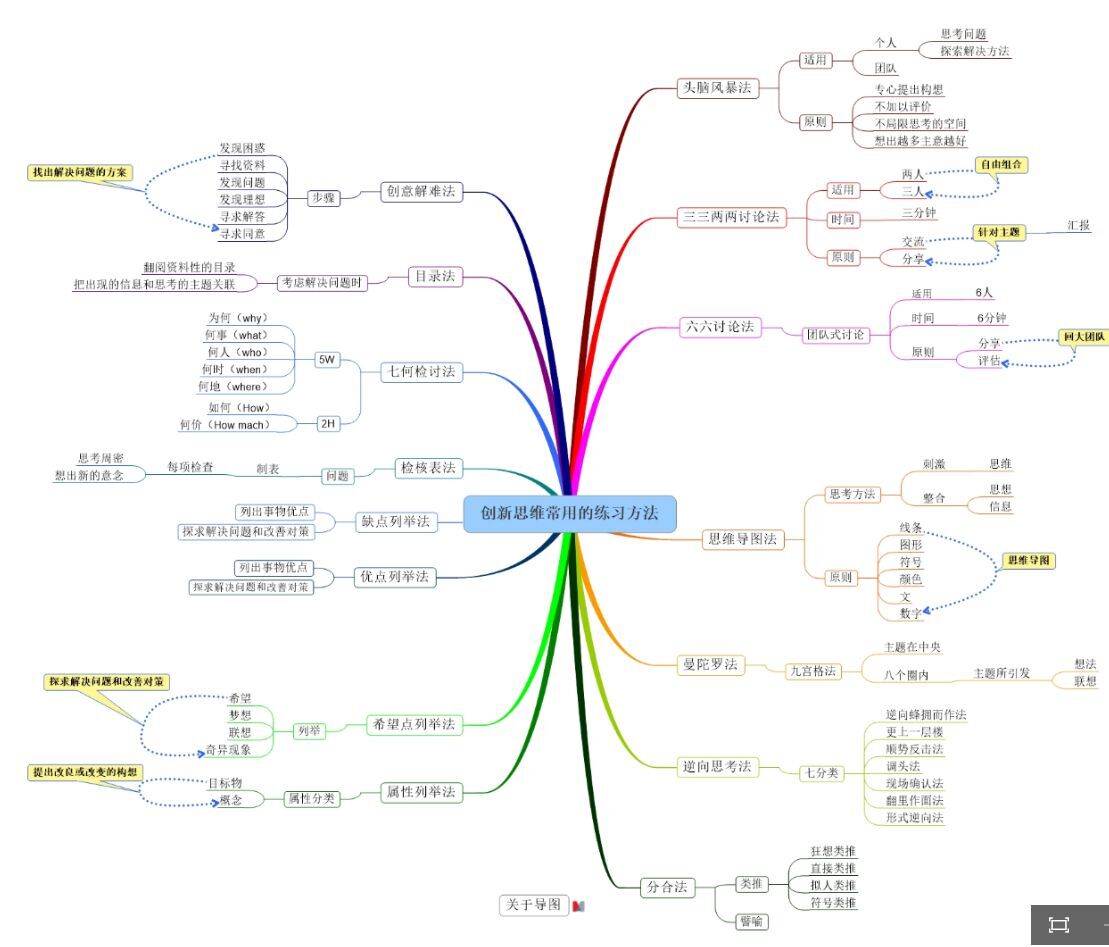 创新思维常用的练习方法
头脑风暴法
适用
个人
思考问题
探索解决方法
团队
原则
专心提出构想
不加以评价
不局限思考的空间
想出越多主意越好
三三两两讨论法
适用
两人
三人
自由组合
时间
三分钟
原则
交流
分享
针对主题
汇报
六六讨论法
团队式讨论
适用
6人
时间
6分钟
原则
分享
评估
回大团队
思维导图法
思考方法
刺激
思维
整合
思想
信息
原则
线条
图形
符号
颜色
文
数字
思维导图
曼陀罗法
九宫格法
主题在中央
八个圈内
主题所引发
想法
联想
逆向思考法
七分类
逆向蜂拥而作法
更上一层楼
顺势反击法
调头法
现场确认法
翻里作面法
形式逆向法
分合法
类推
狂想类推
直接类推
拟人类推
符号类推
譬喻
创意解难法
步骤
发现困惑
寻找资料
发现问题
发现理想
寻求解答
寻求同意
找出解决问题的方案
目录法
考虑解决问题时
翻阅资料性的目录
把出现的信息和思考的主题关联
七何检讨法
5W
为何（why）
何事（what）
何人（who）
何时（when）
何地（where）
2H
如何（How）
何价（How mach）
检核表法
问题
制表
每项检查
思考周密
想出新的意念
缺点列举法
列出事物优点
探求解决问题和改善对策
优点列举法
列出事物优点
探求解决问题和改善对策
希望点列举法
列举
希望
梦想
联想
奇异现象
探求解决问题和改善对策
属性列举法
属性分类
目标物
概念
提出改良或改变的构想
关于导图